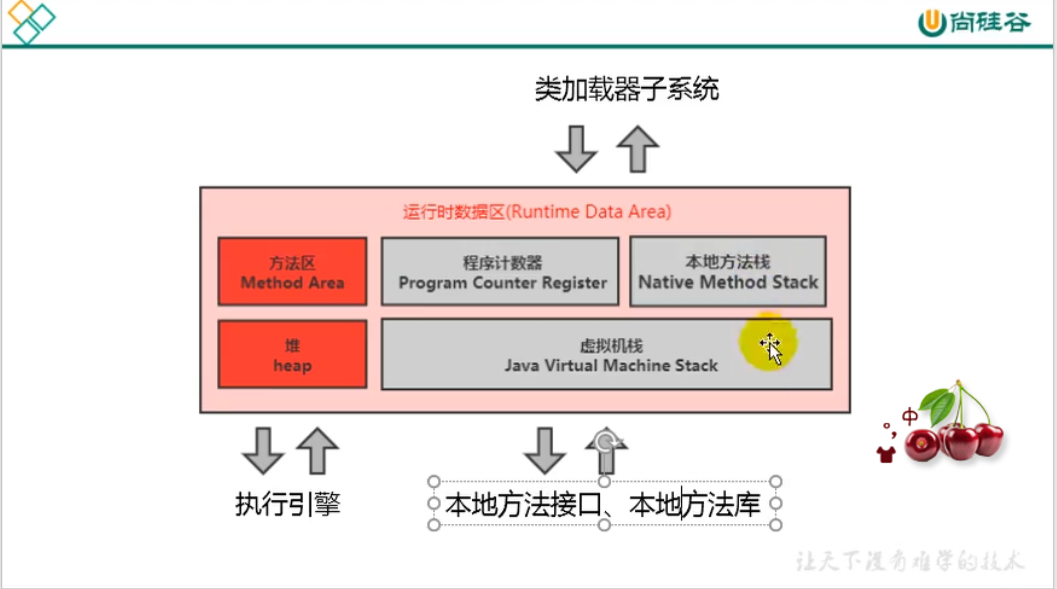 尚硅谷
类加载器子系统
运行时数据区(Runtime Data Area)
方法区
Method Area
程序计数器
Program Counter Register
本地方法栈
Native Method Stack
堆
heap
虚拟机栈
Java Virtual Machine Stack
中
执行引擎
本地方法接口、本地方法库
让天下没有难学的技术